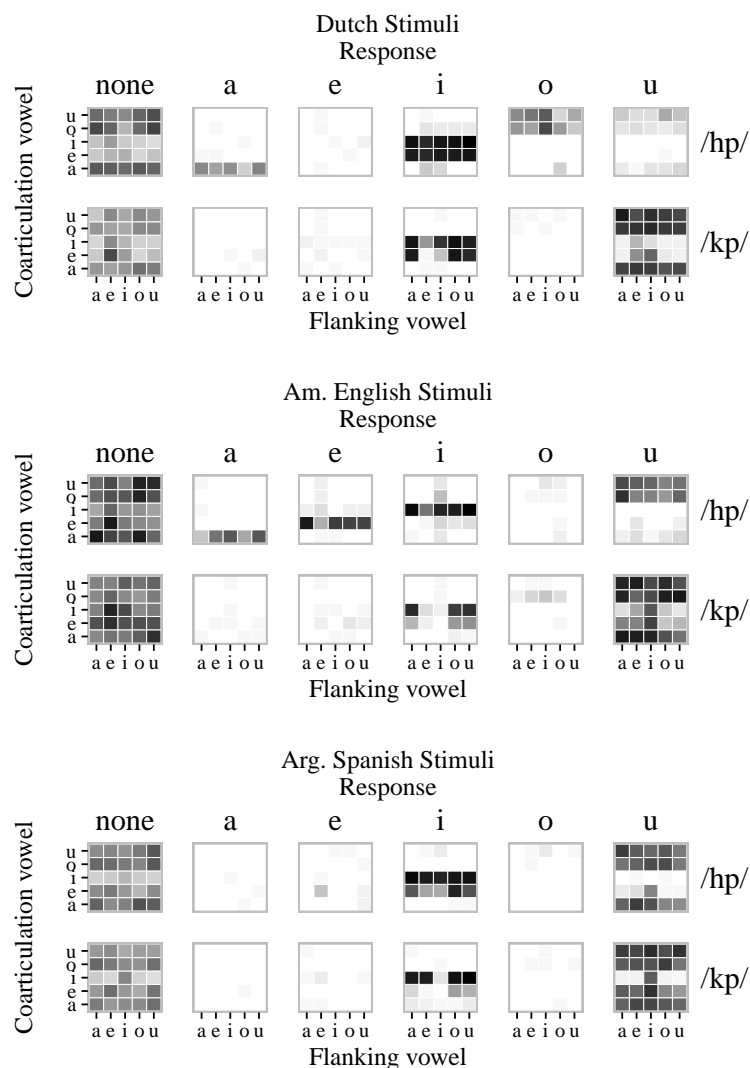 Dutch Stimuli
Response
none a e i o u
Coarticulation vowel
u
o
i
e
a
/hp/
u
o
i
e
a
/kp/
a e i o u a e i o u a e i o u a e i o u a e i o u a e i o u
Flanking vowel
Am. English Stimuli
Response
none a e i o u
Coarticulation vowel
u
o
i
e
a
/hp/
u
o
i
e
a
/kp/
a e i o u a e i o u a e i o u a e i o u a e i o u a e i o u
Flanking vowel
Arg. Spanish Stimuli
Response
none a e i o u
Coarticulation vowel
u
o
i
e
a
/hp/
u
o
i
e
a
/kp/
a e i o u a e i o u a e i o u a e i o u a e i o u a e i o u
Flanking vowel